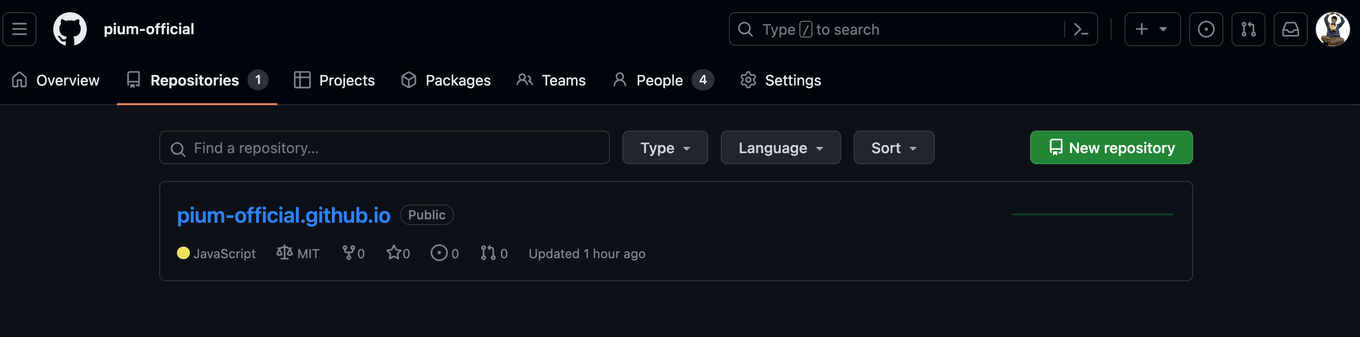 pium-official
Type / to search
Overview Repositories 1 Projects Packages Teams People 4 Settings
Find a repository... Type Language Sort New repository
pium-official.github.io Public
JavaScript MIT 0 0 0 0 Updated 1 hour ago